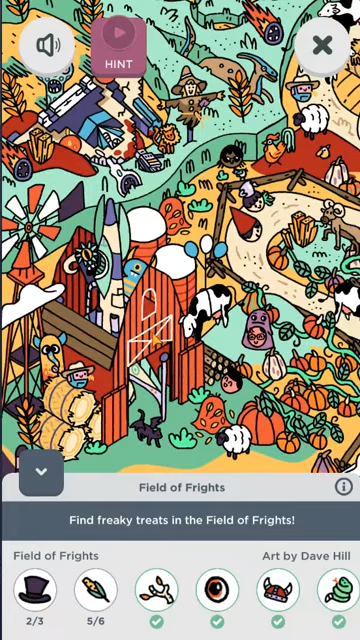 HINT
Field of Frights
Find freaky treats in the Field of Frights!
Field of Frights
Art by Dave Hill
2/3
5/6